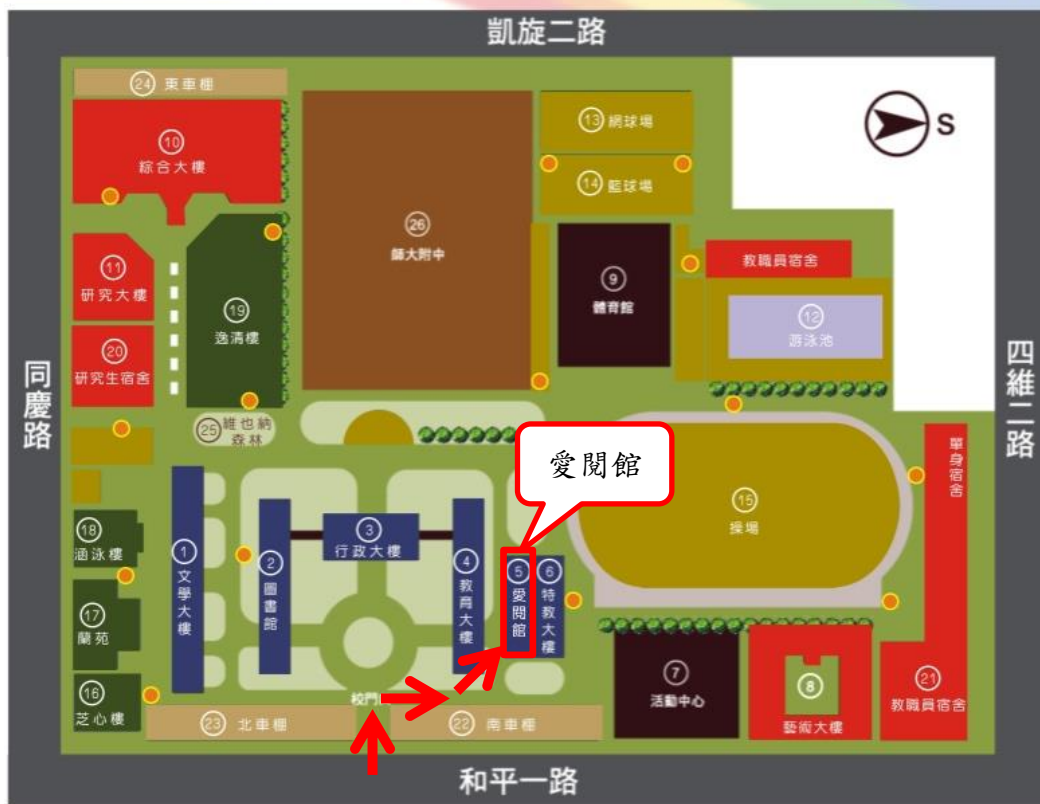 凱旋二路
24 東車棚
10
綜合大樓
13 網球場
14 籃球場
S
26
師大附中
11
研究大樓
19
逸清樓
9
體育館
教職員宿舍
12
游泳池
20
研究生宿舍
同慶路
四維二路
25 維也納
森林
愛閱館
單身宿舍
15
操場
18
涵泳樓
1 文學大樓
2 圖書館
3
行政大樓
4 教育大樓
5 愛閱館
6 特教大樓
17
蘭苑
16
芝心樓
校門
7
活動中心
8
藝術大樓
21
教職員宿舍
23 北車棚
22 南車棚
和平一路